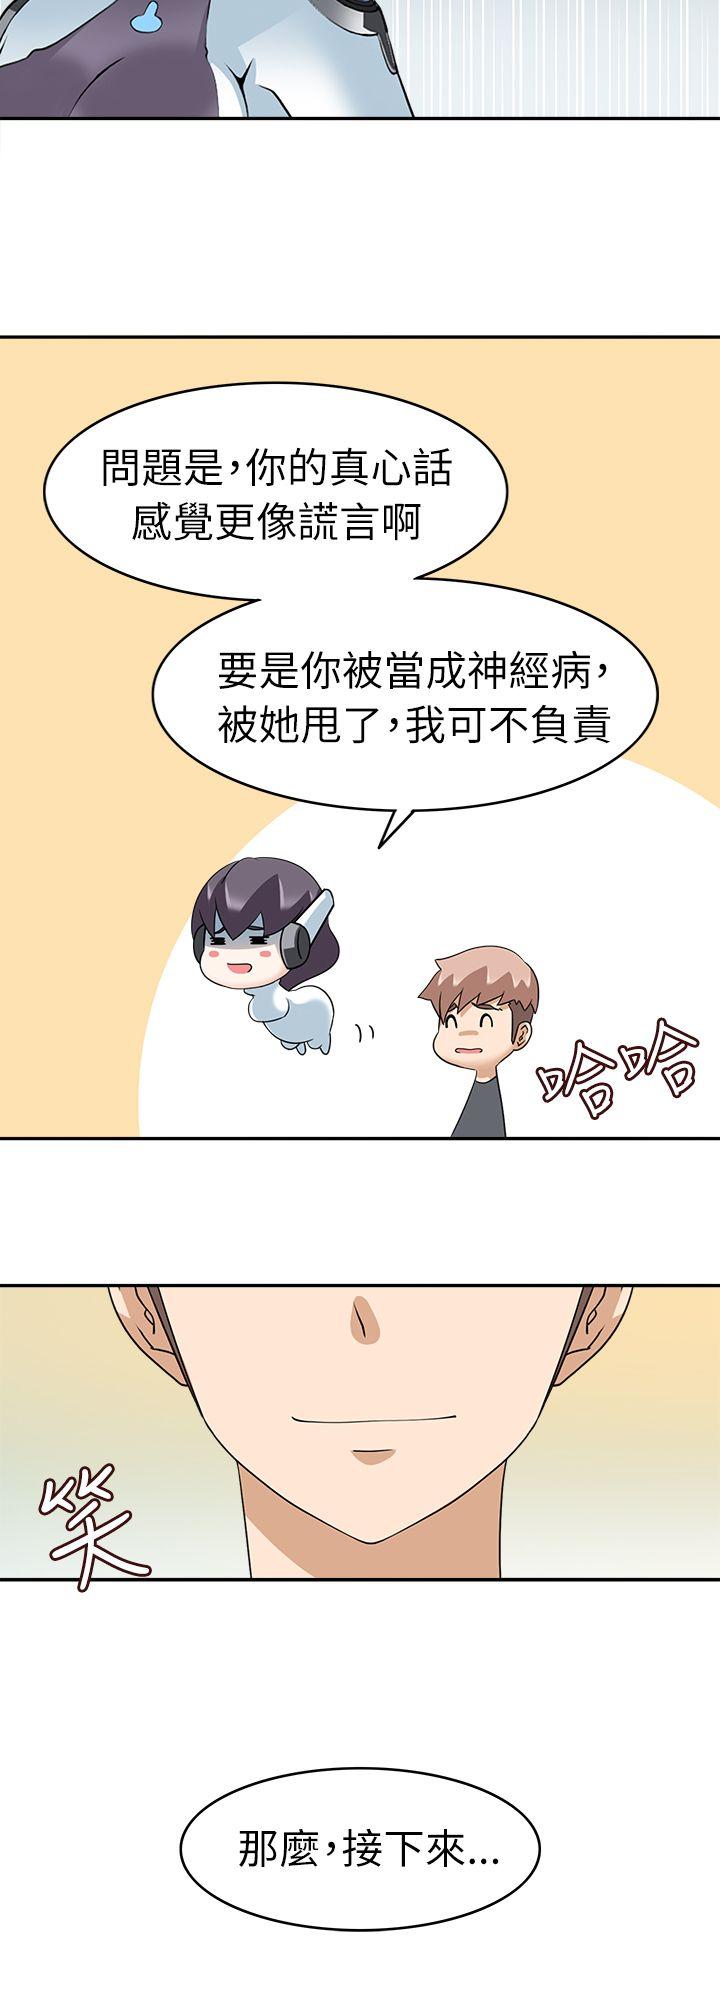 問題是，你的真心話
感覺更像謊言啊
要是你被當成神經病，
被她甩了，我可不負責
哈哈
笑
那麼，接下來...